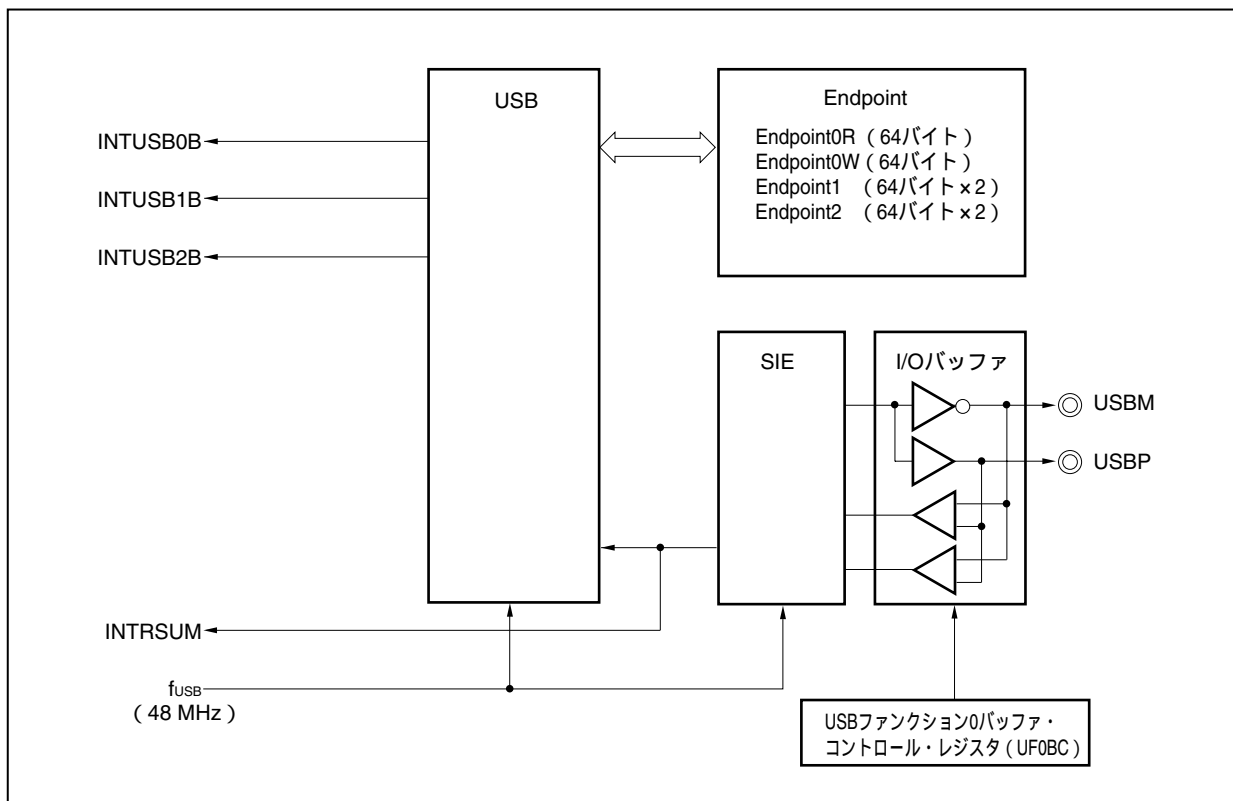 USB
INTUSB0B
INTUSB1B
INTUSB2B
Endpoint
Endpoint0R （64バイト）
Endpoint0W（64バイト）
Endpoint1 （64バイト×2）
Endpoint2 （64バイト×2）
SIE
I/Oバッファ
USBM
USBP
INTRSUM
fUSB
（48 MHz）
USBファンクション0バッファ・
コントロール・レジスタ（UF0BC）